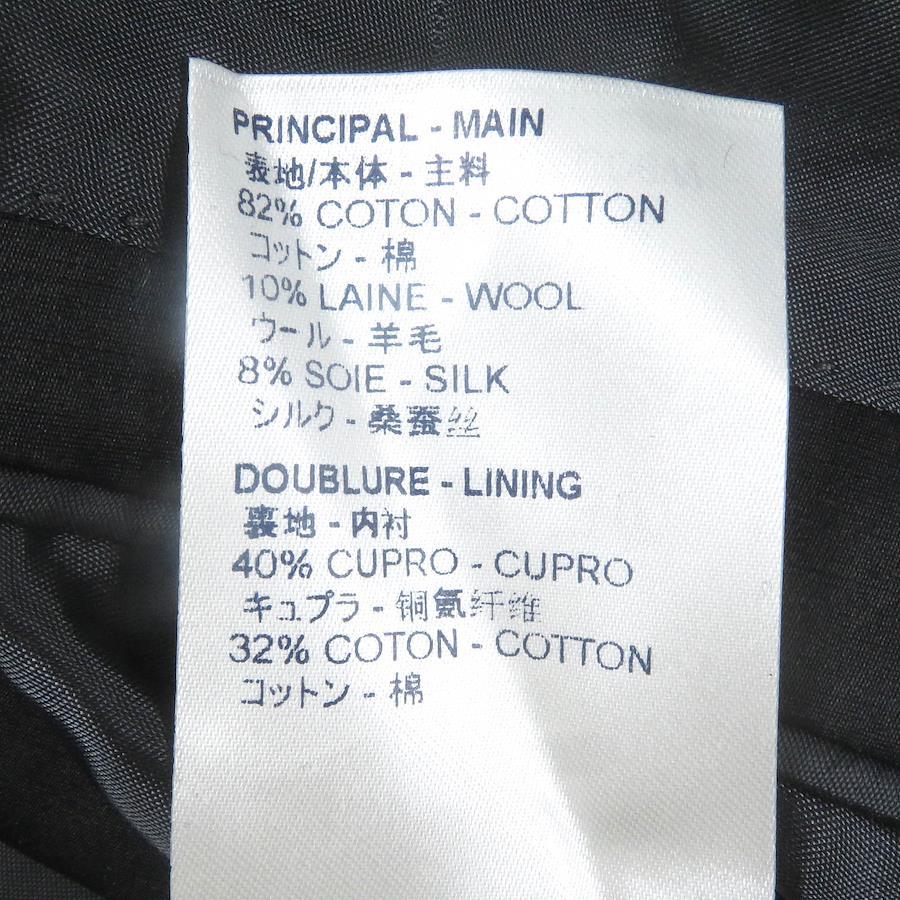 PRINCIPAL - MAIN
表地/本体 - 主料
82% COTON - COTTON
コットン - 棉
10% LAINE - WOOL
ウール - 羊毛
8% SOIE - SILK
シルク - 桑蚕丝
DOUBLURE - LINING
裏地 - 内衬
40% CUPRO - CUPRO
キュプラ - 铜氨纤维
32% COTON - COTTON
コットン - 棉